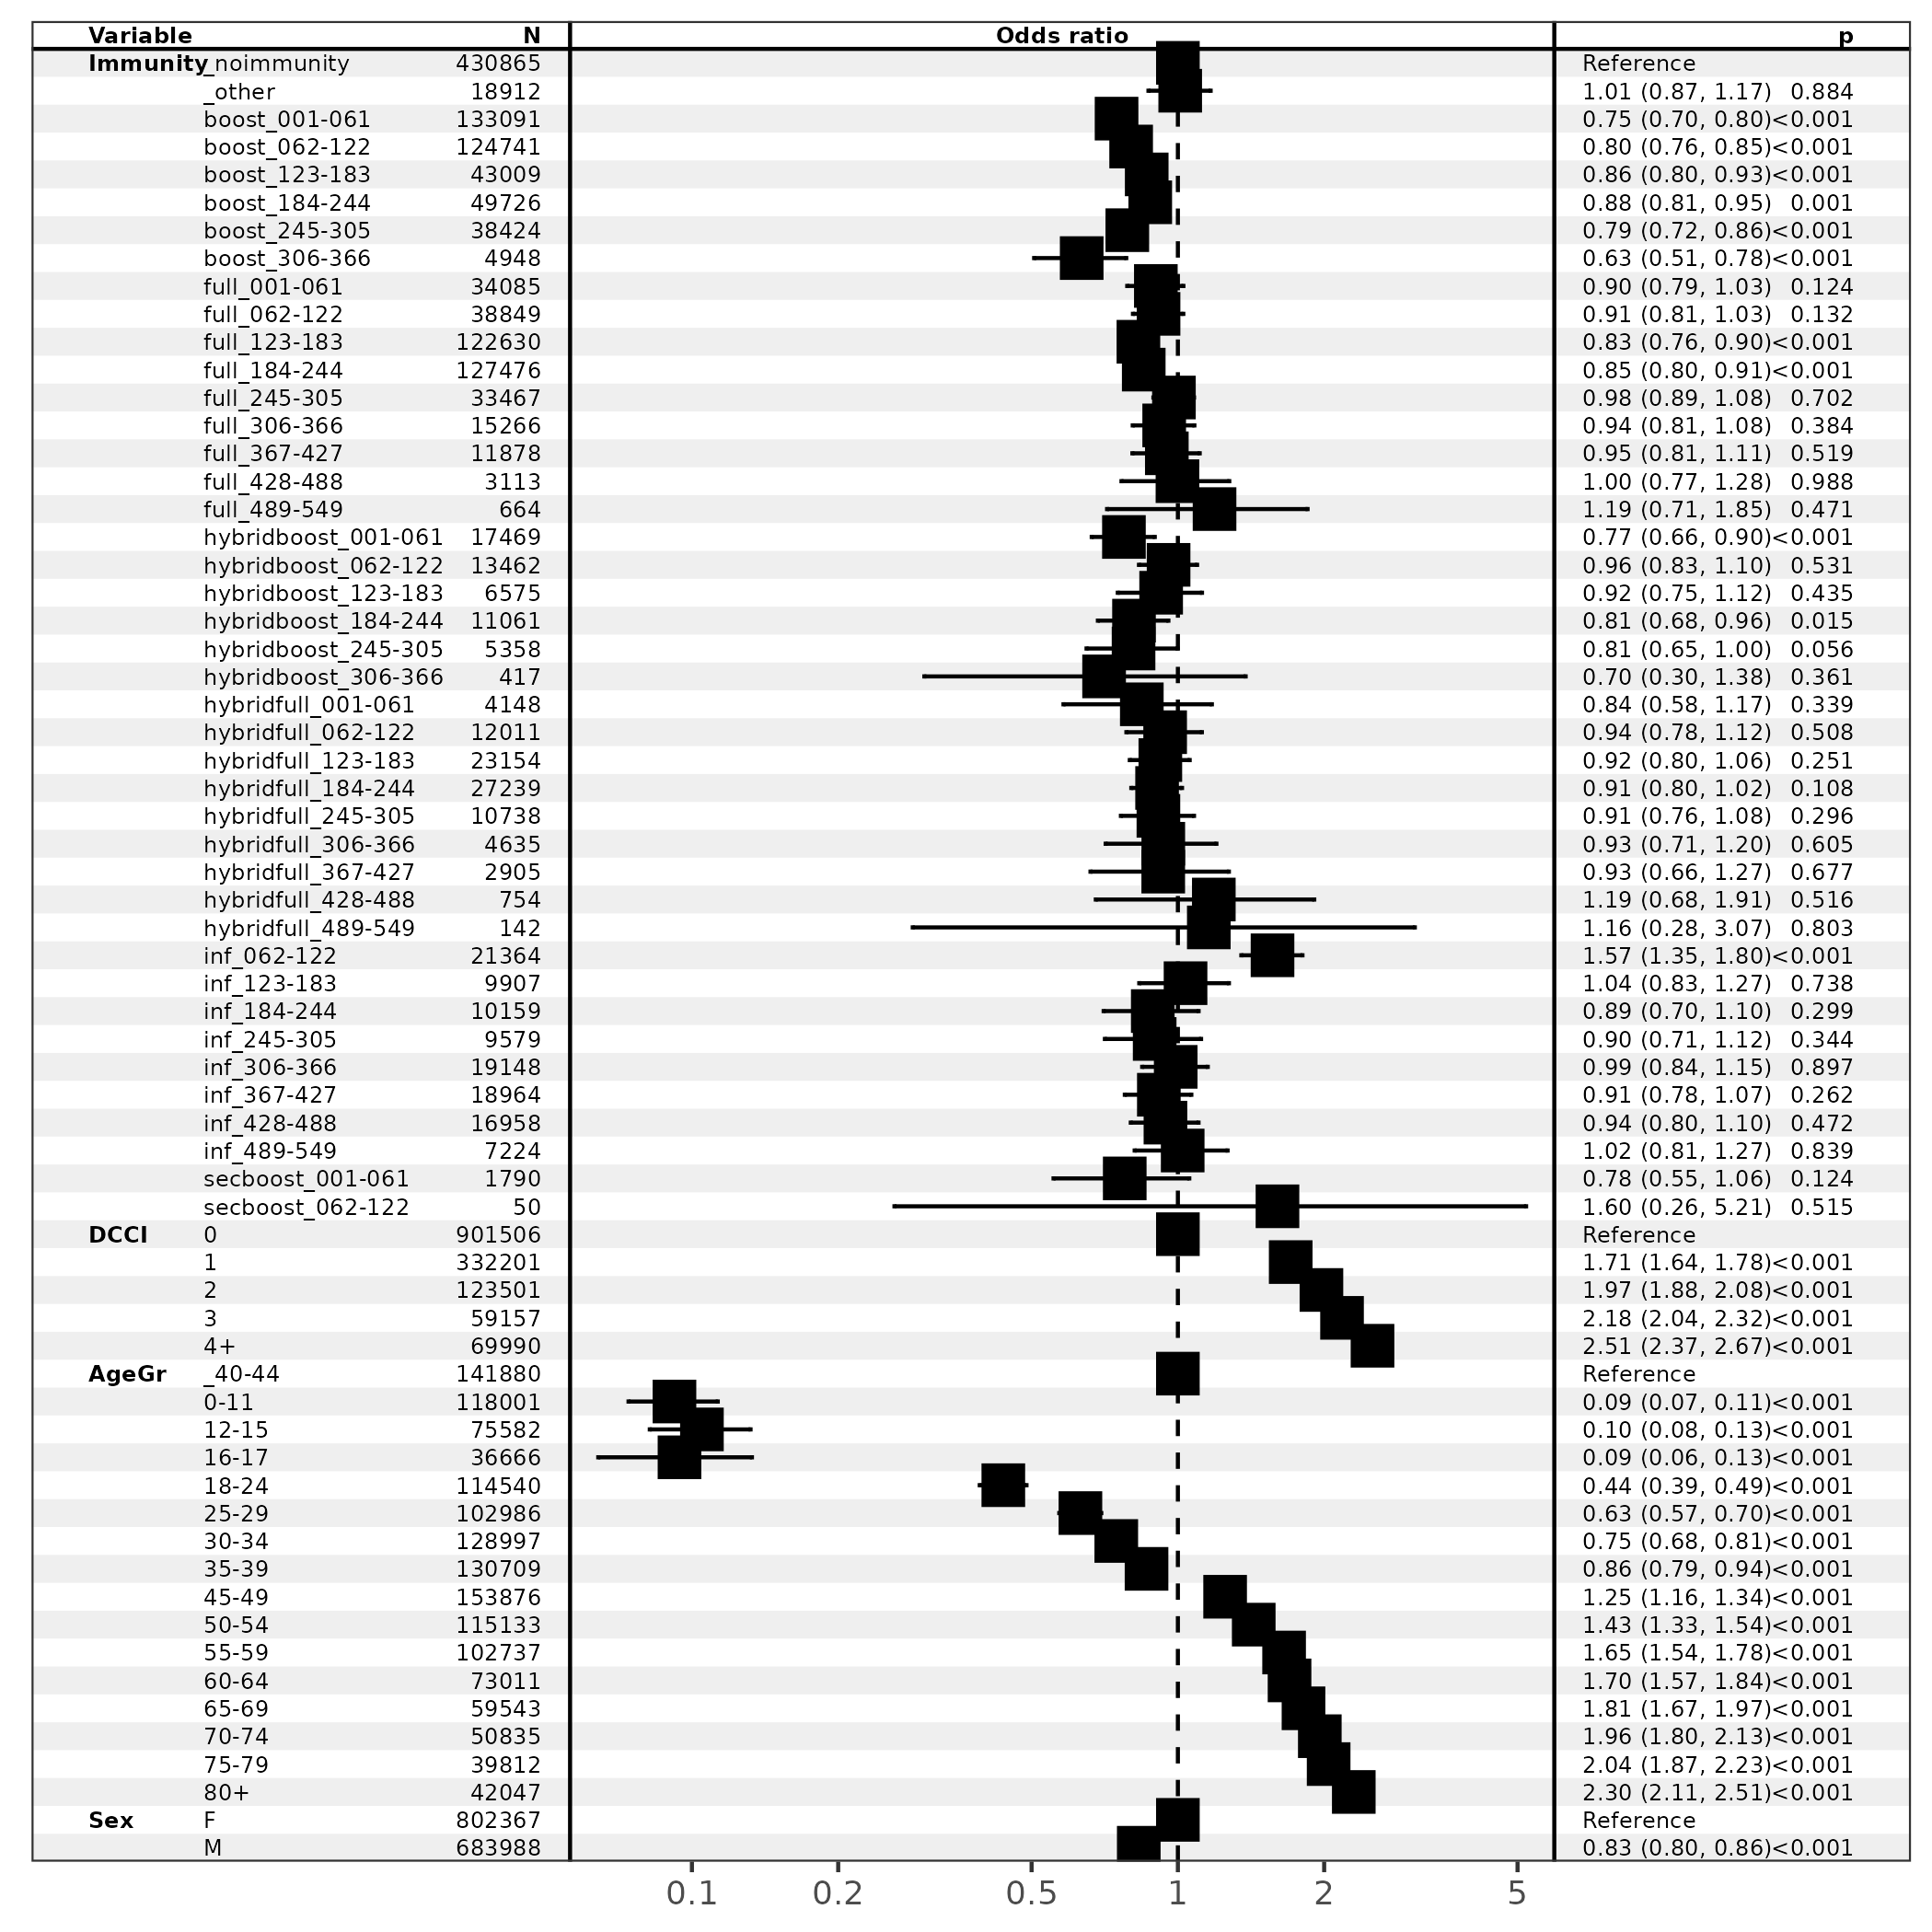 Variable N Odds ratio p
Immunity _noimmunity 430865 Reference
_other 18912 1.01 (0.87, 1.17) 0.884
boost_001-061 133091 0.75 (0.70, 0.80) <0.001
boost_062-122 124741 0.80 (0.76, 0.85) <0.001
boost_123-183 43009 0.86 (0.80, 0.93) <0.001
boost_184-244 49726 0.88 (0.81, 0.95) 0.001
boost_245-305 38424 0.79 (0.72, 0.86) <0.001
boost_306-366 4948 0.63 (0.51, 0.78) <0.001
full_001-061 34085 0.90 (0.79, 1.03) 0.124
full_062-122 38849 0.91 (0.81, 1.03) 0.132
full_123-183 122630 0.83 (0.76, 0.90) <0.001
full_184-244 127476 0.85 (0.80, 0.91) <0.001
full_245-305 33467 0.98 (0.89, 1.08) 0.702
full_306-366 15266 0.94 (0.81, 1.08) 0.384
full_367-427 11878 0.95 (0.81, 1.11) 0.519
full_428-488 3113 1.00 (0.77, 1.28) 0.988
full_489-549 664 1.19 (0.71, 1.85) 0.471
hybridboost_001-061 17469 0.77 (0.66, 0.90) <0.001
hybridboost_062-122 13462 0.96 (0.83, 1.10) 0.531
hybridboost_123-183 6575 0.92 (0.75, 1.12) 0.435
hybridboost_184-244 11061 0.81 (0.68, 0.96) 0.015
hybridboost_245-305 5358 0.81 (0.65, 1.00) 0.056
hybridboost_306-366 417 0.70 (0.30, 1.38) 0.361
hybridfull_001-061 4148 0.84 (0.58, 1.17) 0.339
hybridfull_062-122 12011 0.94 (0.78, 1.12) 0.508
hybridfull_123-183 23154 0.92 (0.80, 1.06) 0.251
hybridfull_184-244 27239 0.91 (0.80, 1.02) 0.108
hybridfull_245-305 10738 0.91 (0.76, 1.08) 0.296
hybridfull_306-366 4635 0.93 (0.71, 1.20) 0.605
hybridfull_367-427 2905 0.93 (0.66, 1.27) 0.677
hybridfull_428-488 754 1.19 (0.68, 1.91) 0.516
hybridfull_489-549 142 1.16 (0.28, 3.07) 0.803
inf_062-122 21364 1.57 (1.35, 1.80) <0.001
inf_123-183 9907 1.04 (0.83, 1.27) 0.738
inf_184-244 10159 0.89 (0.70, 1.10) 0.299
inf_245-305 9579 0.90 (0.71, 1.12) 0.344
inf_306-366 19148 0.99 (0.84, 1.15) 0.897
inf_367-427 18964 0.91 (0.78, 1.07) 0.262
inf_428-488 16958 0.94 (0.80, 1.10) 0.472
inf_489-549 7224 1.02 (0.81, 1.27) 0.839
secboost_001-061 1790 0.78 (0.55, 1.06) 0.124
secboost_062-122 50 1.60 (0.26, 5.21) 0.515
DCCI 0 901506 Reference
1 332201 1.71 (1.64, 1.78) <0.001
2 123501 1.97 (1.88, 2.08) <0.001
3 59157 2.18 (2.04, 2.32) <0.001
4+ 69990 2.51 (2.37, 2.67) <0.001
AgeGr _40-44 141880 Reference
0-11 118001 0.09 (0.07, 0.11) <0.001
12-15 75582 0.10 (0.08, 0.13) <0.001
16-17 36666 0.09 (0.06, 0.13) <0.001
18-24 114540 0.44 (0.39, 0.49) <0.001
25-29 102986 0.63 (0.57, 0.70) <0.001
30-34 128997 0.75 (0.68, 0.81) <0.001
35-39 130709 0.86 (0.79, 0.94) <0.001
45-49 153876 1.25 (1.16, 1.34) <0.001
50-54 115133 1.43 (1.33, 1.54) <0.001
55-59 102737 1.65 (1.54, 1.78) <0.001
60-64 73011 1.70 (1.57, 1.84) <0.001
65-69 59543 1.81 (1.67, 1.97) <0.001
70-74 50835 1.96 (1.80, 2.13) <0.001
75-79 39812 2.04 (1.87, 2.23) <0.001
80+ 42047 2.30 (2.11, 2.51) <0.001
Sex F 802367 Reference
M 683988 0.83 (0.80, 0.86) <0.001
0.1 0.2 0.5 1 2 5